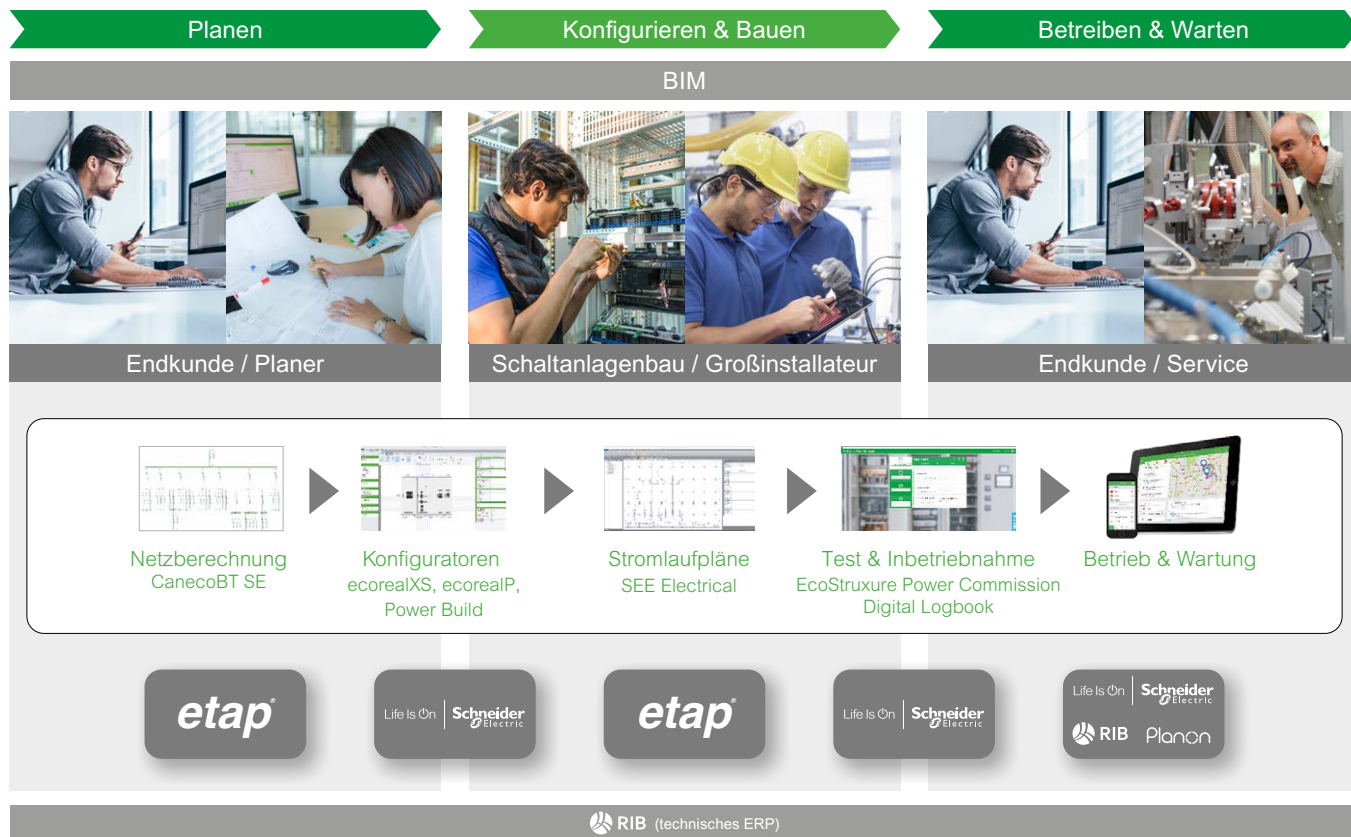 Planen
Konfigurieren & Bauen
Betreiben & Warten
BIM
Endkunde / Planer
Schaltanlagenbau / Großinstallateur
Endkunde / Service
Netzberechnung
CanecoBT SE
Konfiguratoren
ecorealXS, ecorealP,
Power Build
Stromlaufpläne
SEE Electrical
Test & Inbetriebnahme
EcoStruxure Power Commission
Digital Logbook
Betrieb & Wartung
etap®
Life Is On | Schneider Electric
etap®
Life Is On | Schneider Electric
Life Is On | Schneider Electric
RIB Planon
RIB (technisches ERP)